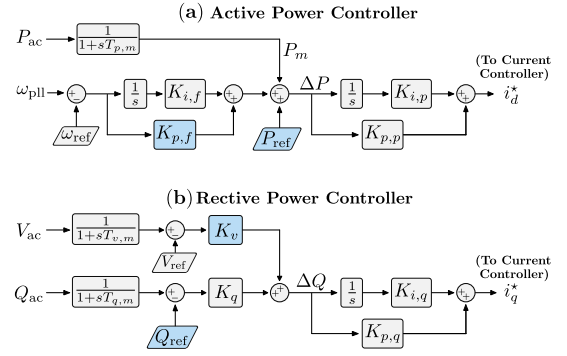 (a) Active Power Controller
P_ac 1/(1+sT_{p,m}) P_m
(To Current
Controller)
ω_pll + − 1/s K_{i,f} + + + − + ΔP 1/s K_{i,p} + + i_d^⋆
ω_ref K_{p,f} P_ref K_{p,p}
(b) Rective Power Controller
V_ac 1/(1+sT_{v,m}) + − K_v
V_ref
(To Current
Controller)
Q_ac 1/(1+sT_{q,m}) + − K_q + + ΔQ 1/s K_{i,q} + + i_q^⋆
Q_ref K_{p,q}